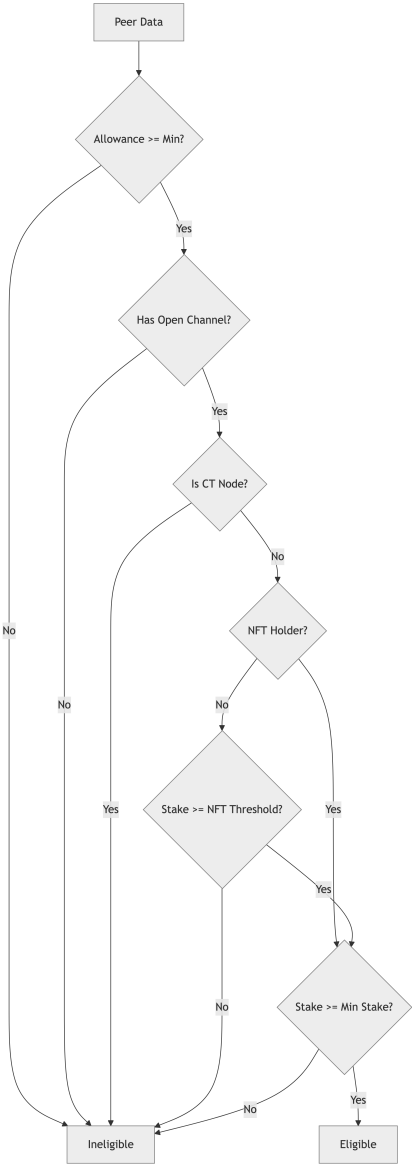 Peer Data
Allowance >= Min?
Yes
Has Open Channel?
Yes
Is CT Node?
No
NFT Holder?
No
No
No
Stake >= NFT Threshold?
Yes
Yes
Yes
Stake >= Min Stake?
No
No
Yes
Ineligible
Eligible